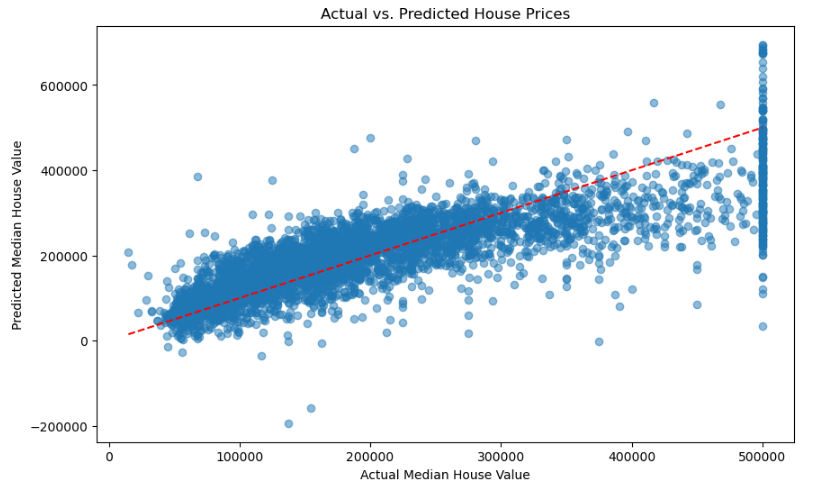 Actual vs. Predicted House Prices
Predicted Median House Value
600000
400000
200000
0
−200000
0 100000 200000 300000 400000 500000
Actual Median House Value